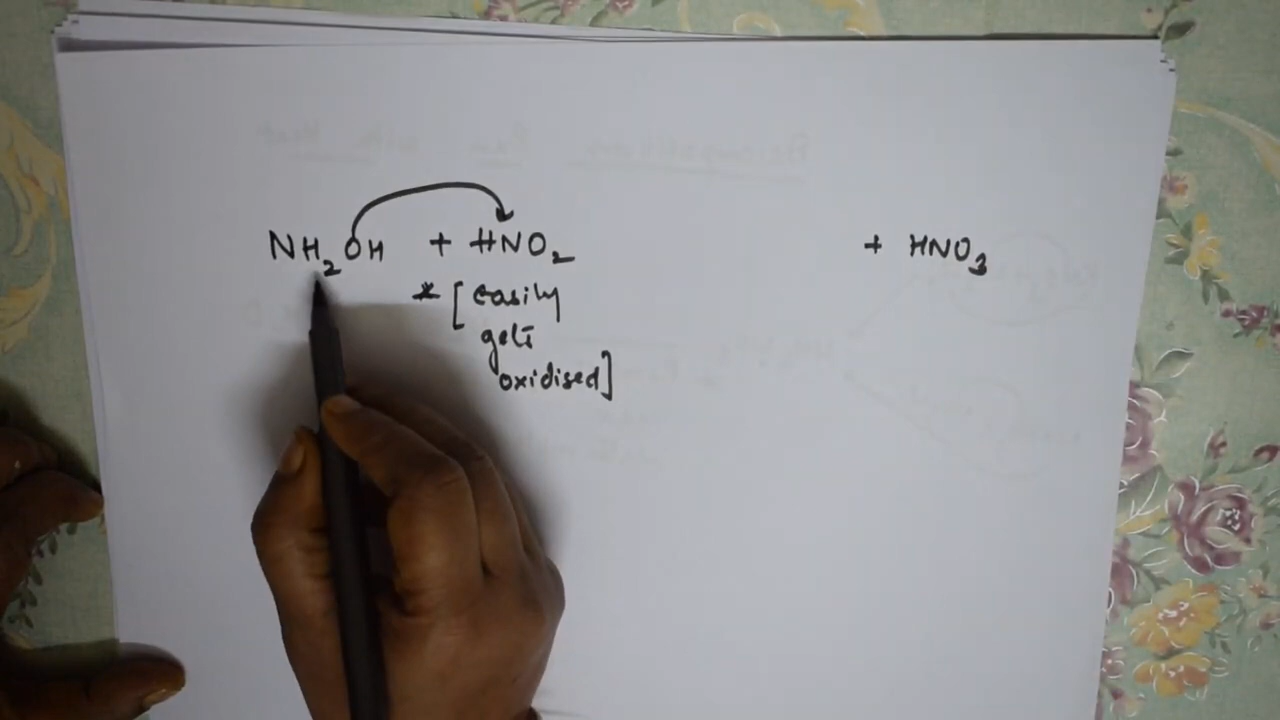 NH₂OH + HNO₂ + HNO₃
* [easily
gets
oxidised]